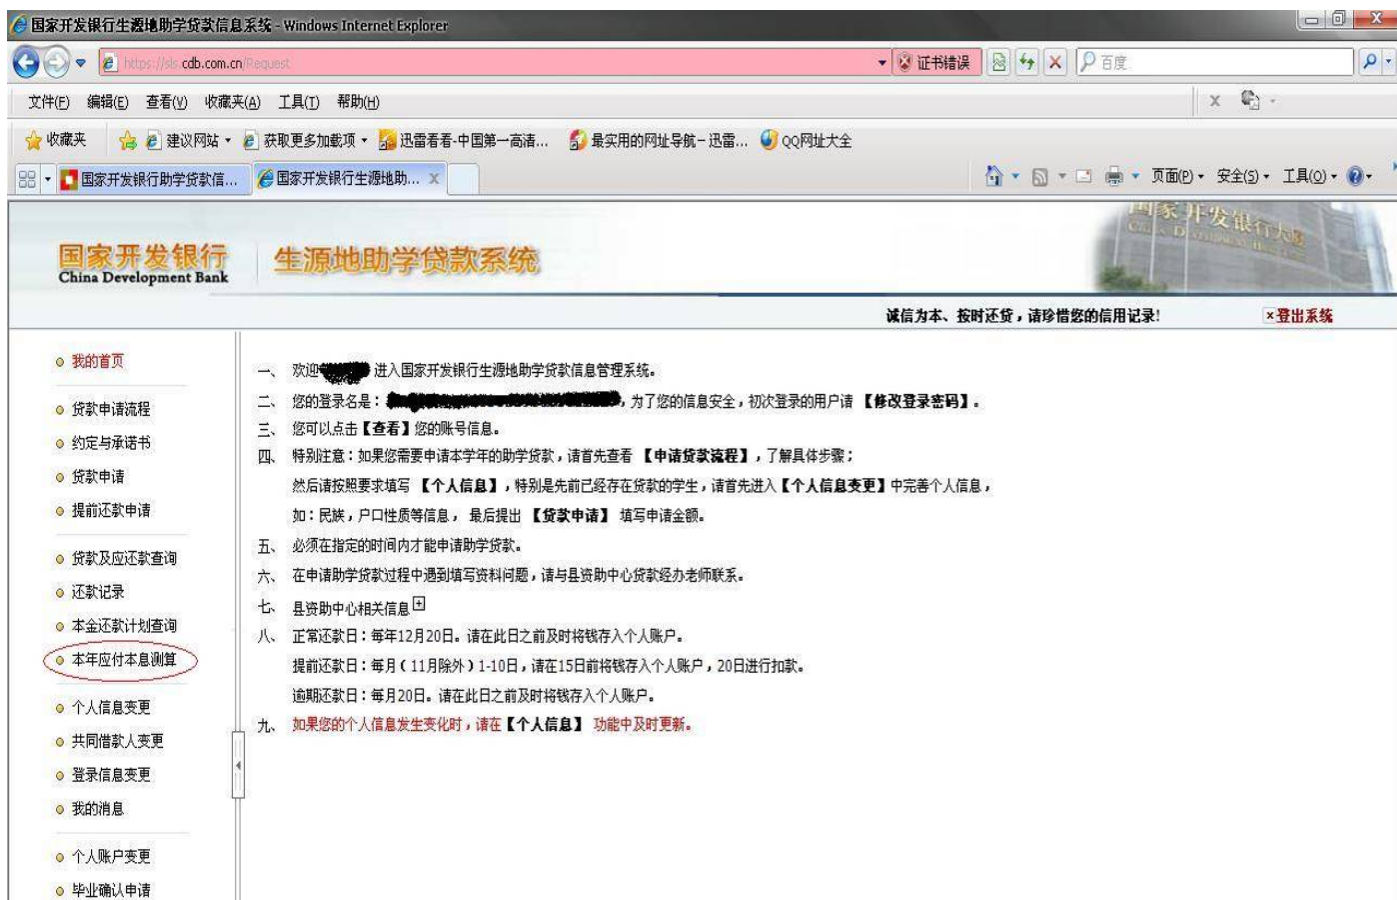 国家开发银行生源地助学贷款信息系统 - Windows Internet Explorer
https://sls.cdb.com.cn/Request
证书错误
百度
文件(F) 编辑(E) 查看(V) 收藏夹(A) 工具(T) 帮助(H)
收藏夹 建议网站 获取更多加载项 迅雷看看-中国第一高清... 最实用的网址导航-迅雷... QQ网址大全
国家开发银行助学贷款信... 国家开发银行生源地助... 页面(P) 安全(S) 工具(O)
国家开发银行
China Development Bank
生源地助学贷款系统
诚信为本、按时还贷,请珍惜您的信用记录! ×登出系统
我的首页
贷款申请流程
约定与承诺书
贷款申请
提前还款申请
贷款及应还款查询
还款记录
本金还款计划查询
本年应付本息测算
个人信息变更
共同借款人变更
登录信息变更
我的消息
个人账户变更
毕业确认申请
一、 欢迎 进入国家开发银行生源地助学贷款信息管理系统。
二、 您的登录名是: ,为了您的信息安全,初次登录的用户请 【修改登录密码】。
三、 您可以点击【查看】您的账号信息。
四、 特别注意:如果您需要申请本学年的助学贷款,请首先查看 【申请贷款流程】,了解具体步骤;
然后请按照要求填写 【个人信息】,特别是先前已经存在贷款的学生,请首先进入【个人信息变更】中完善个人信息,
如:民族,户口性质等信息, 最后提出 【贷款申请】 填写申请金额。
五、 必须在指定的时间内才能申请助学贷款。
六、 在申请助学贷款过程中遇到填写资料问题,请与县资助中心贷款经办老师联系。
七、 县资助中心相关信息
八、 正常还款日:每年12月20日。请在此日之前及时将钱存入个人账户。
提前还款日:每月(11月除外)1-10日,请在15日前将钱存入个人账户,20日进行扣款。
逾期还款日:每月20日。请在此日之前及时将钱存入个人账户。
九、 如果您的个人信息发生变化时,请在【个人信息】 功能中及时更新。